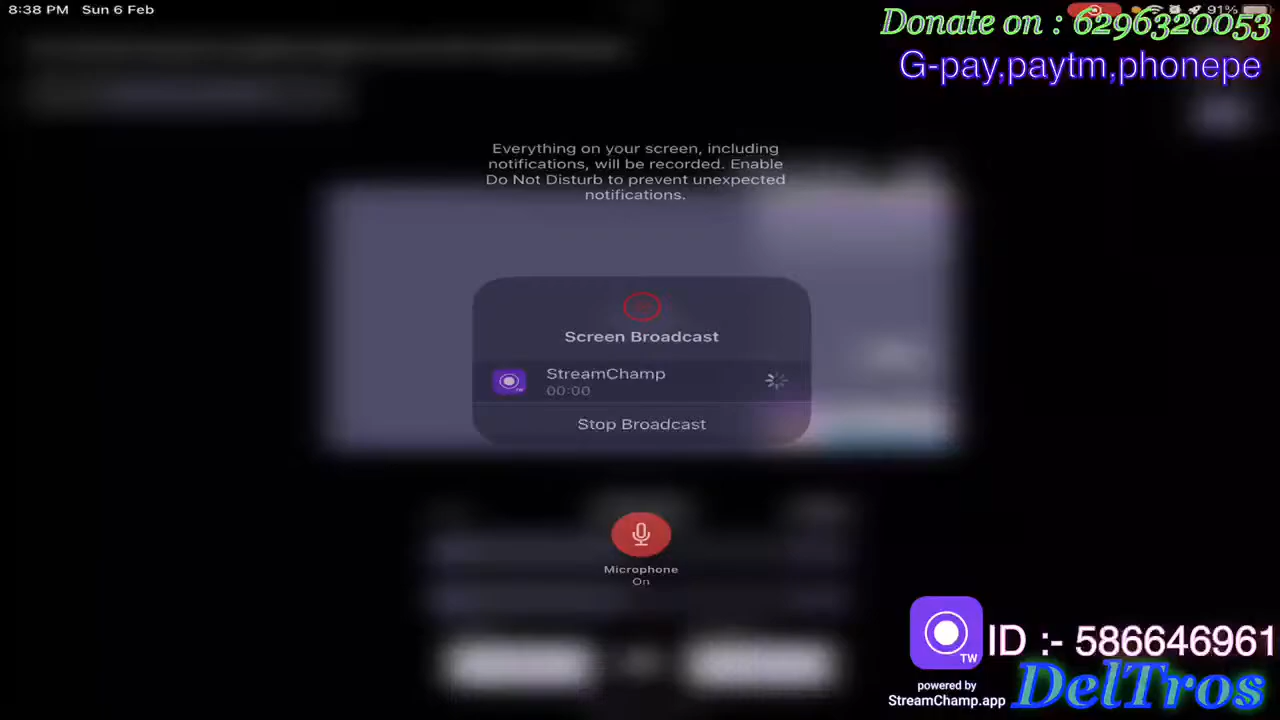 8:38 PM Sun 6 Feb
91%
Donate on : 6296320053
G-pay,paytm,phonepe
Everything on your screen, including
notifications, will be recorded. Enable
Do Not Disturb to prevent unexpected
notifications.
Screen Broadcast
StreamChamp
00:00
Stop Broadcast
Microphone
On
TW
ID :- 586646961
powered by
StreamChamp.app
DelTros